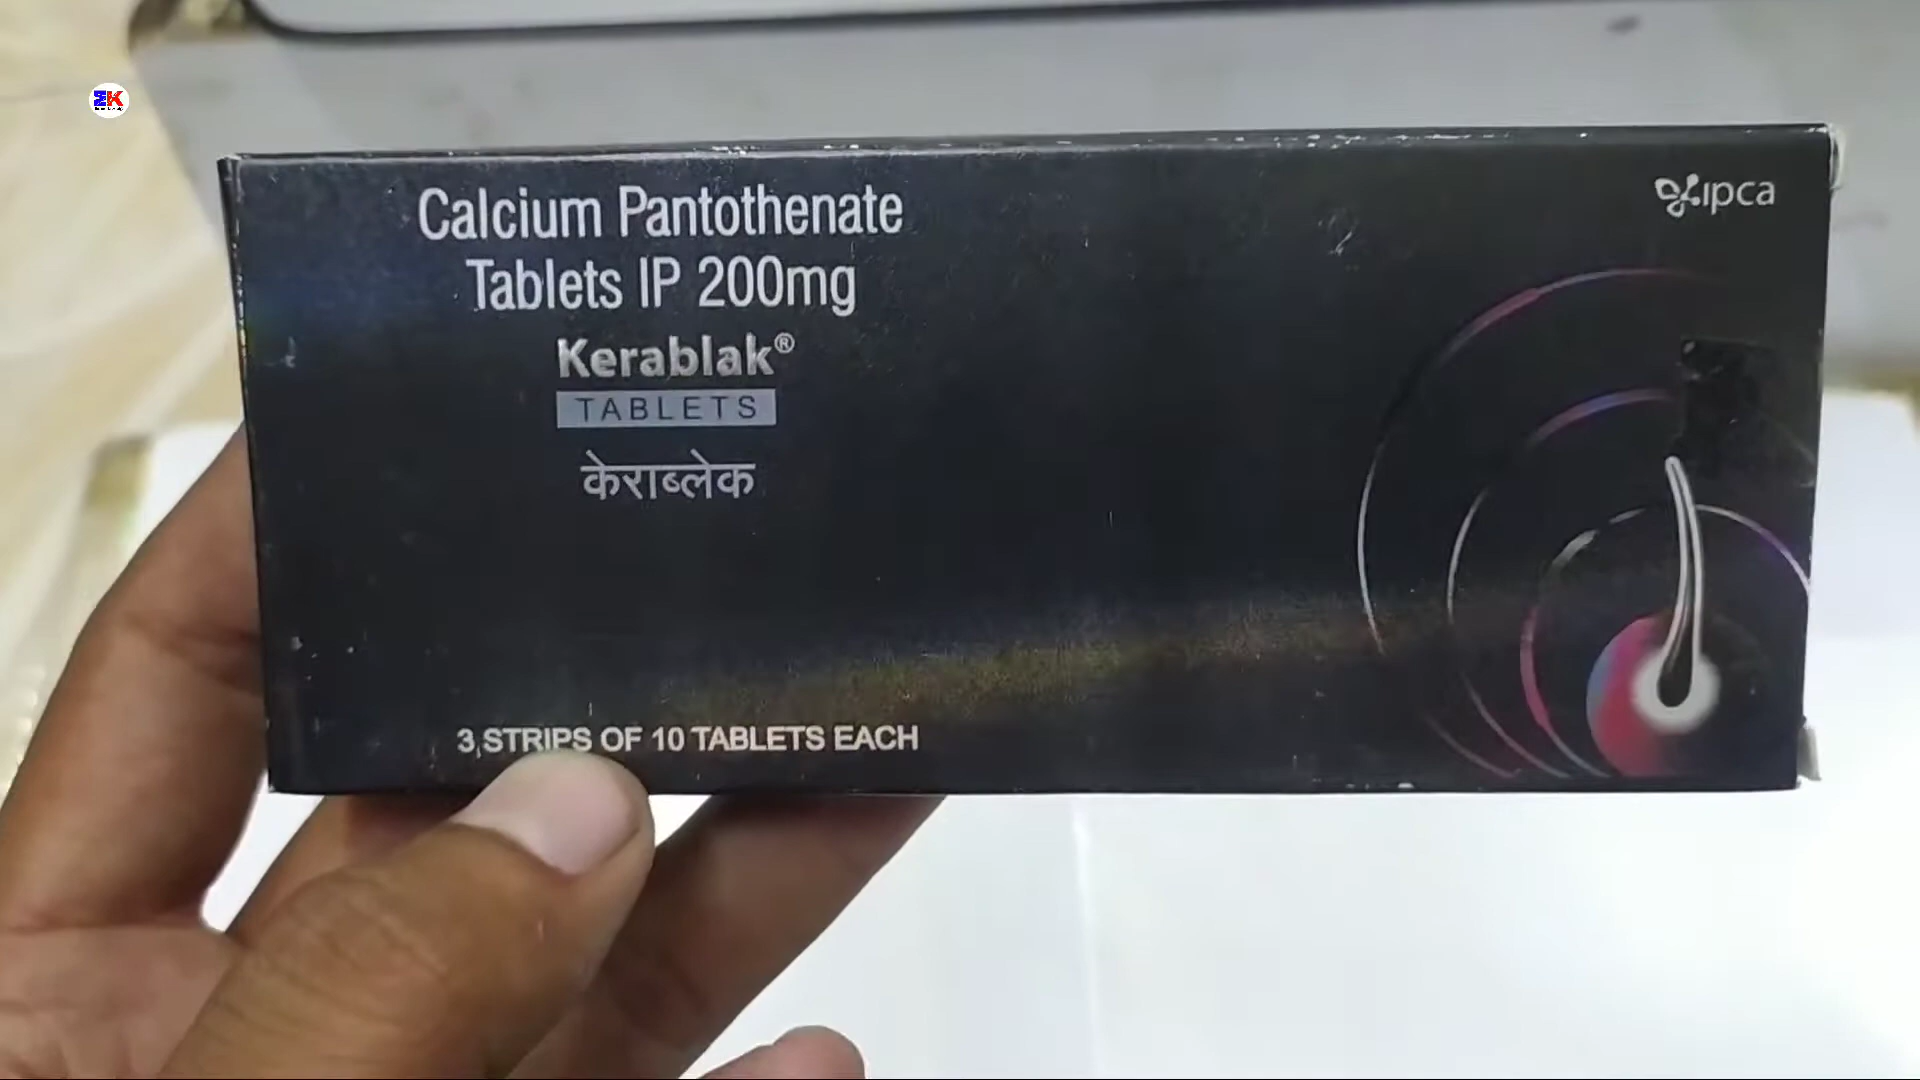 Calcium Pantothenate
Tablets IP 200mg
Kerablak®
TABLETS
केराब्लेक
3 STRIPS OF 10 TABLETS EACH
ipca